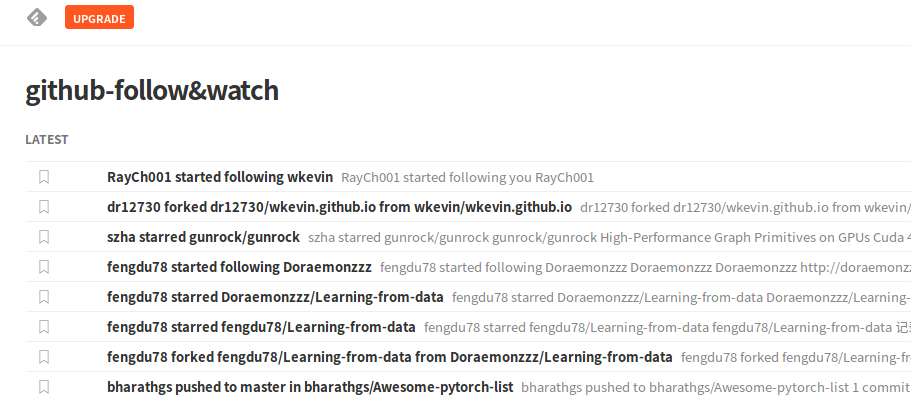 UPGRADE
github-follow&watch
LATEST
RayCh001 started following wkevin RayCh001 started following you RayCh001
dr12730 forked dr12730/wkevin.github.io from wkevin/wkevin.github.io dr12730 forked dr12730/wkevin.github.io from wkevin/
szha starred gunrock/gunrock szha starred gunrock/gunrock gunrock/gunrock High-Performance Graph Primitives on GPUs Cuda 4
fengdu78 started following Doraemonzzz fengdu78 started following Doraemonzzz Doraemonzzz Doraemonzzz http://doraemonz
fengdu78 starred Doraemonzzz/Learning-from-data fengdu78 starred Doraemonzzz/Learning-from-data Doraemonzzz/Learning-
fengdu78 starred fengdu78/Learning-from-data fengdu78 starred fengdu78/Learning-from-data fengdu78/Learning-from-data 记
fengdu78 forked fengdu78/Learning-from-data from Doraemonzzz/Learning-from-data fengdu78 forked fengdu78/Learning-fr
bharathgs pushed to master in bharathgs/Awesome-pytorch-list bharathgs pushed to bharathgs/Awesome-pytorch-list 1 commit